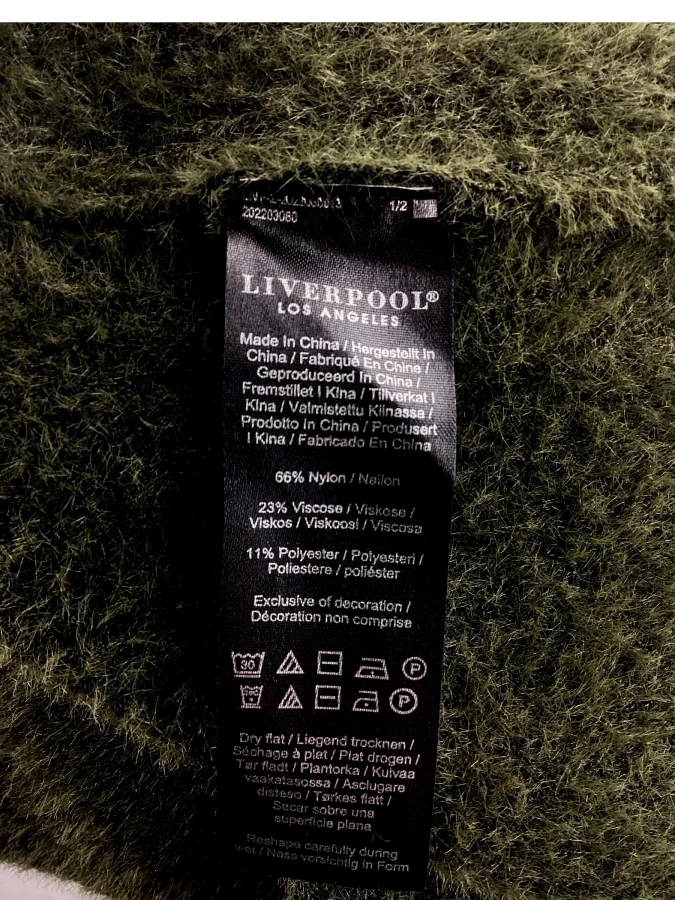 202203080
1/2
LIVERPOOL®
LOS ANGELES
Made In China / Hergestellt In
China / Fabriqué En Chine /
Geproduceerd In China /
Fremstillet I Kina / Tillverkat I
Kina / Valmistettu Kiinassa /
Prodotto In China / Produsert
I Kina / Fabricado En China
66% Nylon / Nailon
23% Viscose / Viskose /
Viskos / Viskoosi / Viscosa
11% Polyester / Polyesteri /
Poliestere / poliéster
Exclusive of decoration /
Décoration non comprise
30 P
P
Dry flat / Liegend trocknen /
Séchage à plat / Plat drogen /
Tør fladt / Plantorka / Kuivaa
vaakatasossa / Asciugare
disteso / Tørkes flatt /
Secar sobre una
superficie plana
Reshape carefully during
wet / Nass vorsichtig in Form